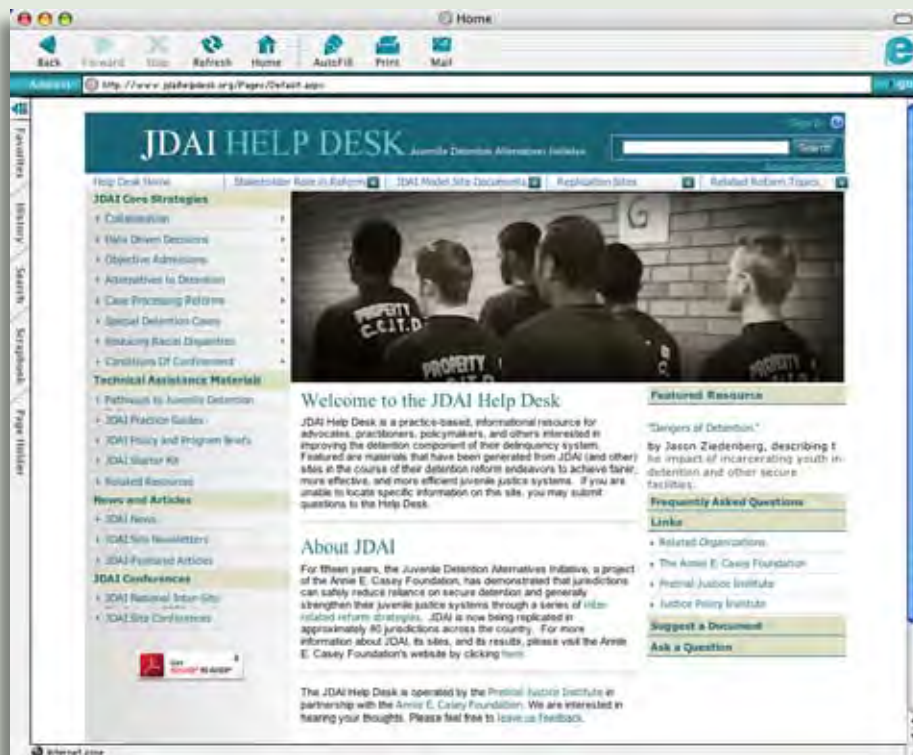 Home
Back Forward Stop Refresh Home AutoFill Print Mail
Address http://www.jdaihelpdesk.org/Pages/Default.aspx
Favorites
History
Search
Scrapbook
Page Holder
JDAI HELP DESK Juvenile Detention Alternatives Initiative
Sign In
Search
Help Desk Home
Stakeholder Role in Reform
JDAI Model Site Documents
Replication Sites
Related Reform Topics
JDAI Core Strategies
Collaboration
Data Driven Decisions
Objective Admissions
Alternatives to Detention
Case Processing Reforms
Special Detention Cases
Reducing Racial Disparities
Conditions Of Confinement
Technical Assistance Materials
Pathways to Juvenile Detention
JDAI Practice Guides
JDAI Policy and Program Briefs
JDAI Starter Kit
Related Resources
News and Articles
JDAI News
JDAI Site Newsletters
JDAI Featured Articles
JDAI Conferences
JDAI National Inter-Site
JDAI Site Conferences
G
PROPERTY
C.C.J.T.D.
PROPERTY
PROPERTY
Welcome to the JDAI Help Desk
JDAI Help Desk is a practice-based, informational resource for
advocates, practitioners, policymakers, and others interested in
improving the detention component of their delinquency system.
Featured are materials that have been generated from JDAI (and other)
sites in the course of their detention reform endeavors to achieve fairer,
more effective, and more efficient juvenile justice systems. If you are
unable to locate specific information on this site, you may submit
questions to the Help Desk.
About JDAI
For fifteen years, the Juvenile Detention Alternatives Initiative, a project
of the Annie E. Casey Foundation, has demonstrated that jurisdictions
can safely reduce reliance on secure detention and generally
strengthen their juvenile justice systems through a series of inter-
related reform strategies. JDAI is now being replicated in
approximately 80 jurisdictions across the country. For more
information about JDAI, its sites, and its results, please visit the Annie
E. Casey Foundation's website by clicking here.
The JDAI Help Desk is operated by the Pretrial Justice Institute in
partnership with the Annie E. Casey Foundation. We are interested in
hearing your thoughts. Please feel free to leave us feedback.
Featured Resource
"Dangers of Detention."
by Jason Ziedenberg, describing t
he impact of incarcerating youth in
detention and other secure
facilities.
Frequently Asked Questions
Links
Related Organizations
The Annie E. Casey Foundation
Pretrial Justice Institute
Justice Policy Institute
Suggest a Document
Ask a Question
Internet zone